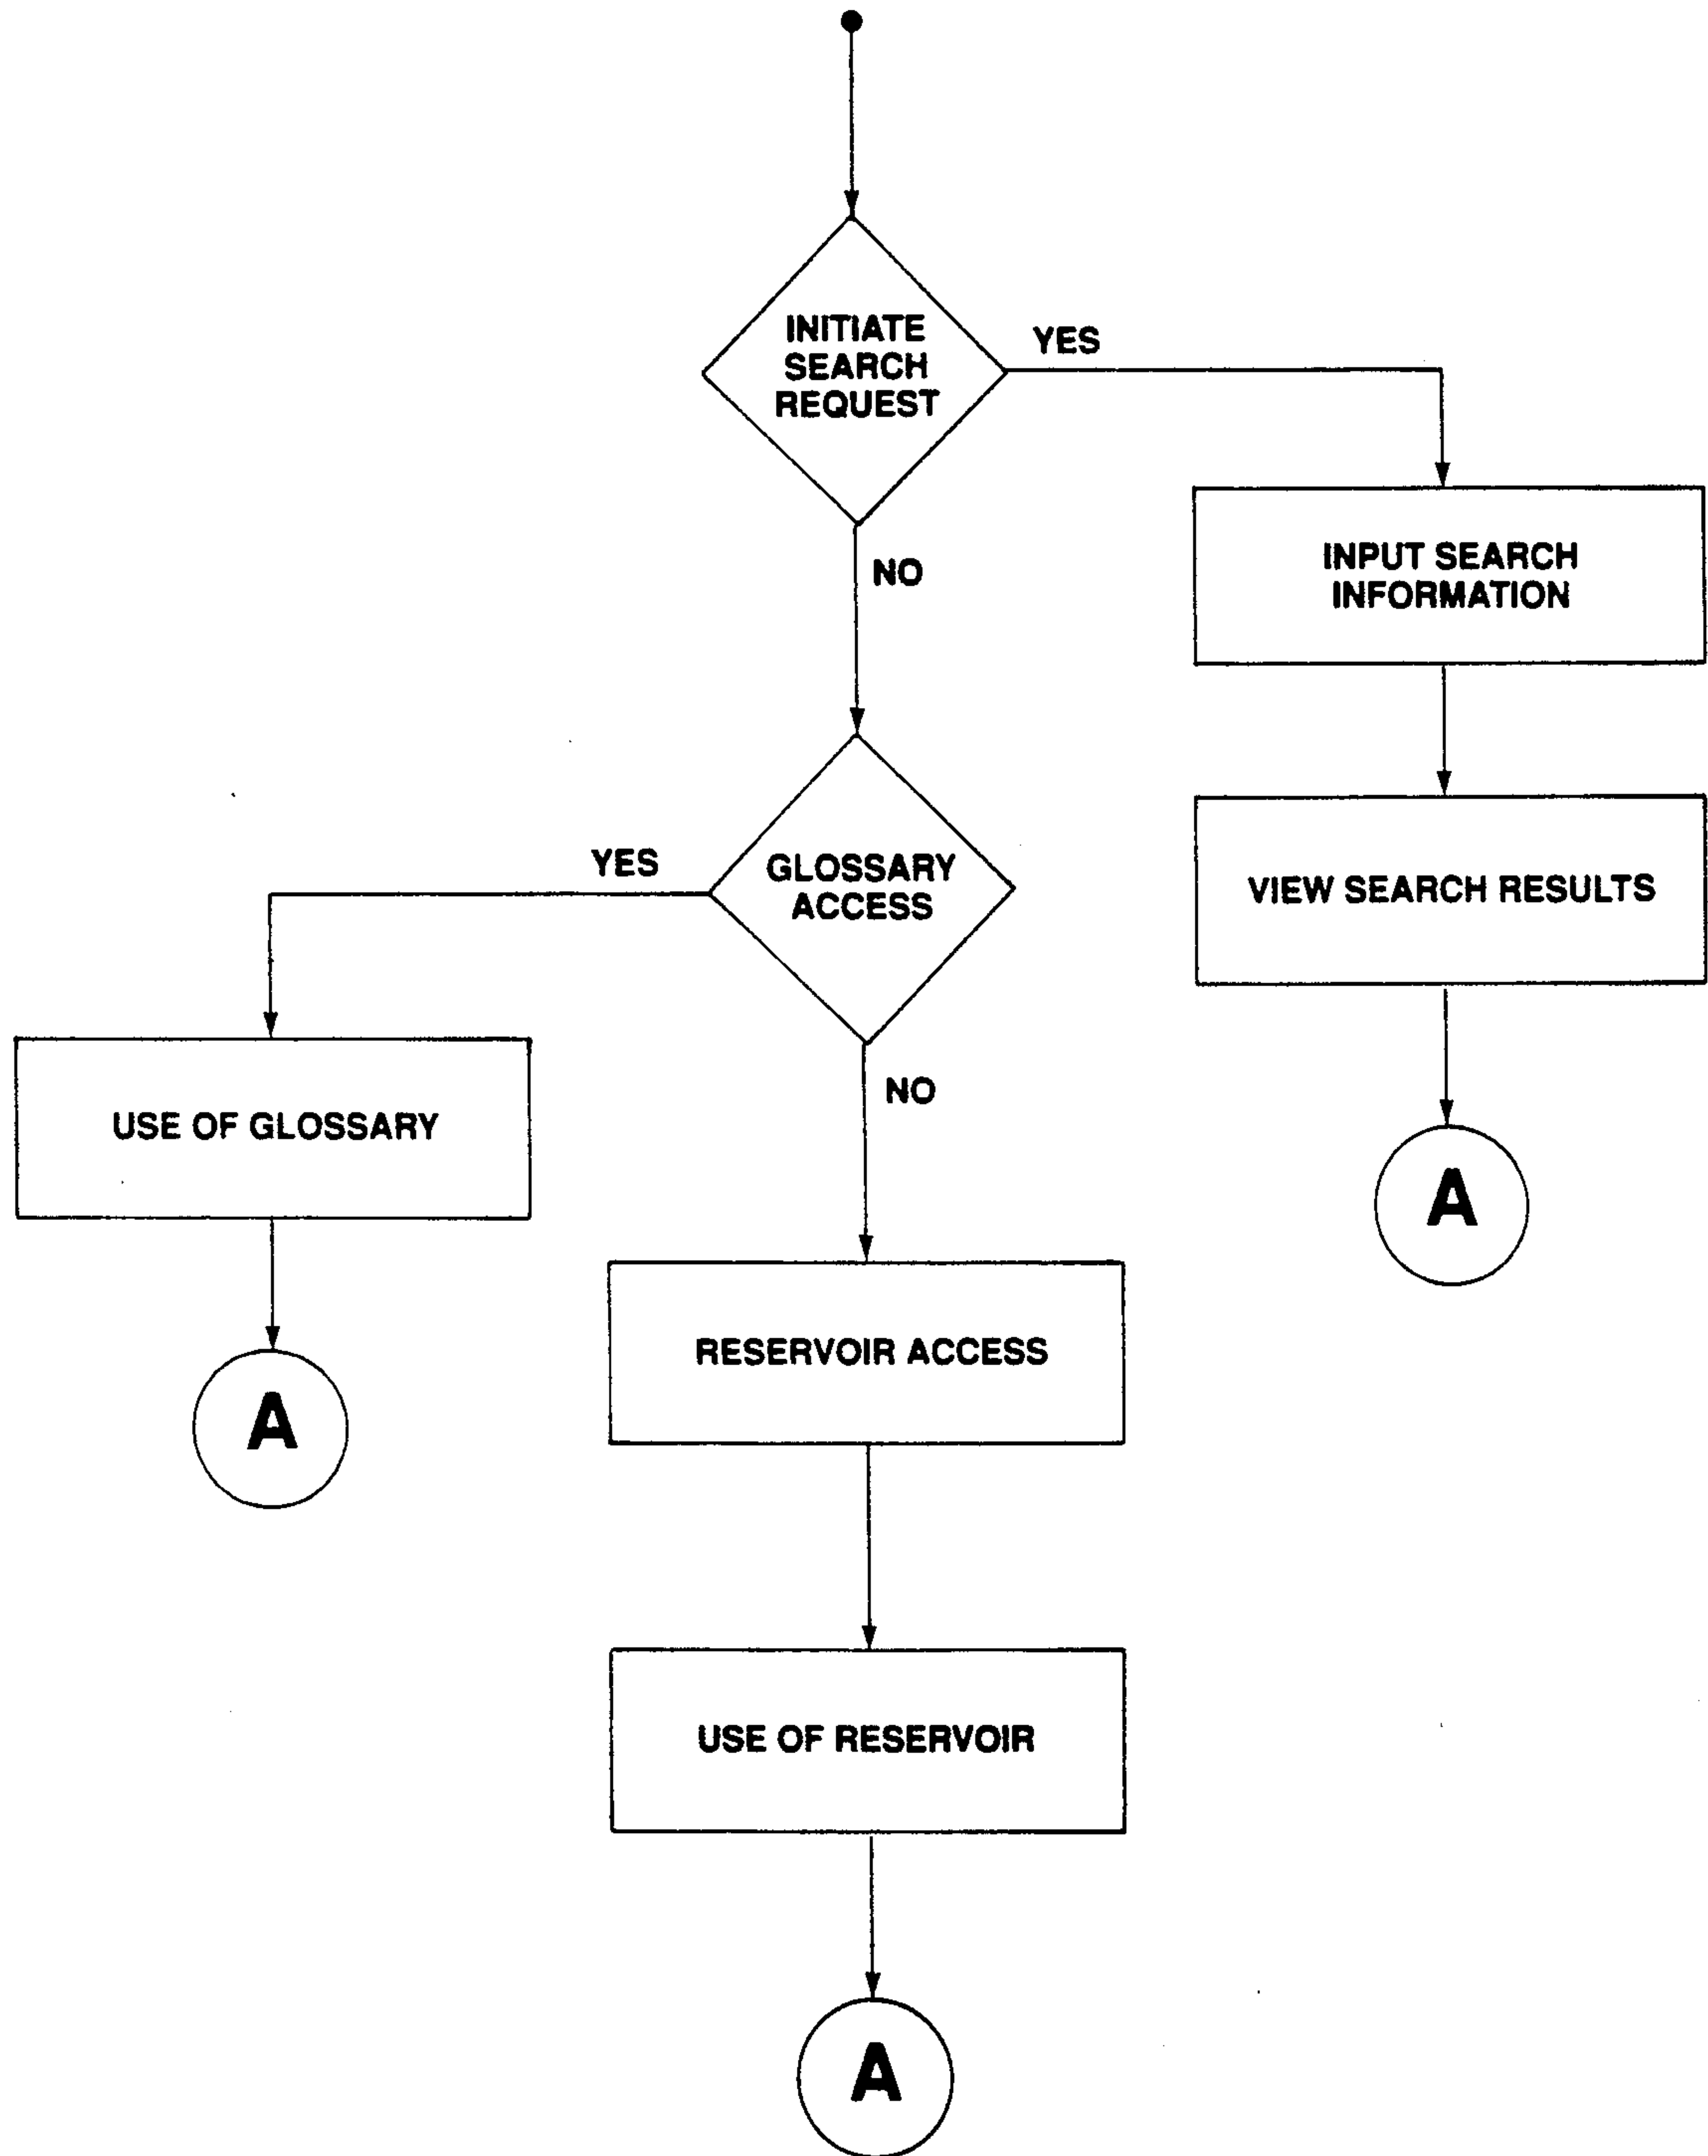 INITIATE
SEARCH
REQUEST
YES
NO
INPUT SEARCH
INFORMATION
VIEW SEARCH RESULTS
A
GLOSSARY
ACCESS
YES
NO
USE OF GLOSSARY
A
RESERVOIR ACCESS
USE OF RESERVOIR
A